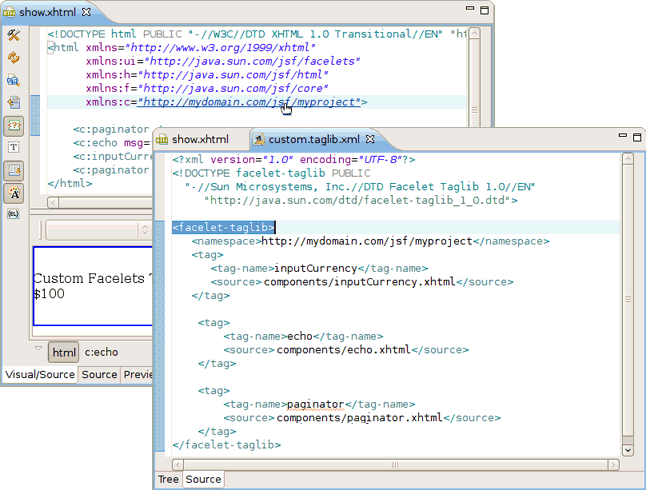 show.xhtml
<!DOCTYPE html PUBLIC "-//W3C//DTD XHTML 1.0 Transitional//EN" "ht
<html xmlns="http://www.w3.org/1999/xhtml"
xmlns:ui="http://java.sun.com/jsf/facelets"
xmlns:h="http://java.sun.com/jsf/html"
xmlns:f="http://java.sun.com/jsf/core"
xmlns:c="http://mydomain.com/jsf/myproject">
<c:paginator
<c:echo msg=
<c:inputCurre
<c:paginator
</html>
Custom Facelets
$100
html c:echo
Visual/Source Source Previe
show.xhtml custom.taglib.xml
<?xml version="1.0" encoding="UTF-8"?>
<!DOCTYPE facelet-taglib PUBLIC
"-//Sun Microsystems, Inc.//DTD Facelet Taglib 1.0//EN"
"http://java.sun.com/dtd/facelet-taglib_1_0.dtd">
<facelet-taglib>
<namespace>http://mydomain.com/jsf/myproject</namespace>
<tag>
<tag-name>inputCurrency</tag-name>
<source>components/inputCurrency.xhtml</source>
</tag>
<tag>
<tag-name>echo</tag-name>
<source>components/echo.xhtml</source>
</tag>
<tag>
<tag-name>paginator</tag-name>
<source>components/paginator.xhtml</source>
</tag>
</facelet-taglib>
Tree Source